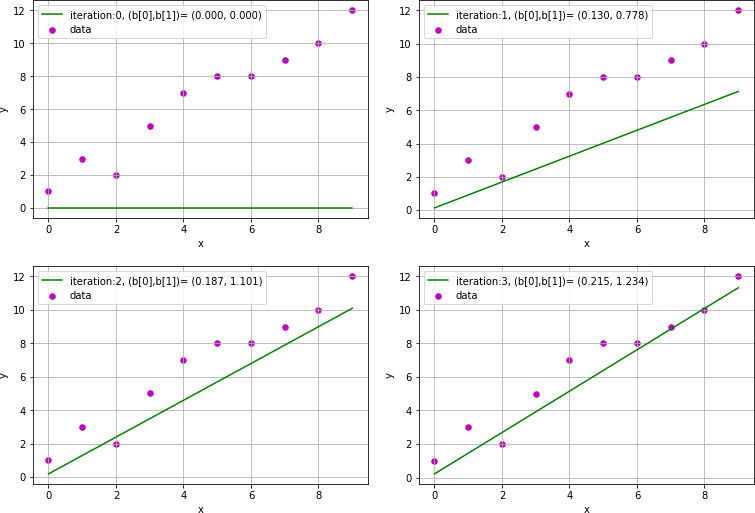 iteration:0, (b[0],b[1])= (0.000, 0.000)
data
12
10
8
6
4
2
0
y
0 2 4 6 8
x
iteration:1, (b[0],b[1])= (0.130, 0.778)
data
12
10
8
6
4
2
0
y
0 2 4 6 8
x
iteration:2, (b[0],b[1])= (0.187, 1.101)
data
12
10
8
6
4
2
0
y
0 2 4 6 8
x
iteration:3, (b[0],b[1])= (0.215, 1.234)
data
12
10
8
6
4
2
0
y
0 2 4 6 8
x